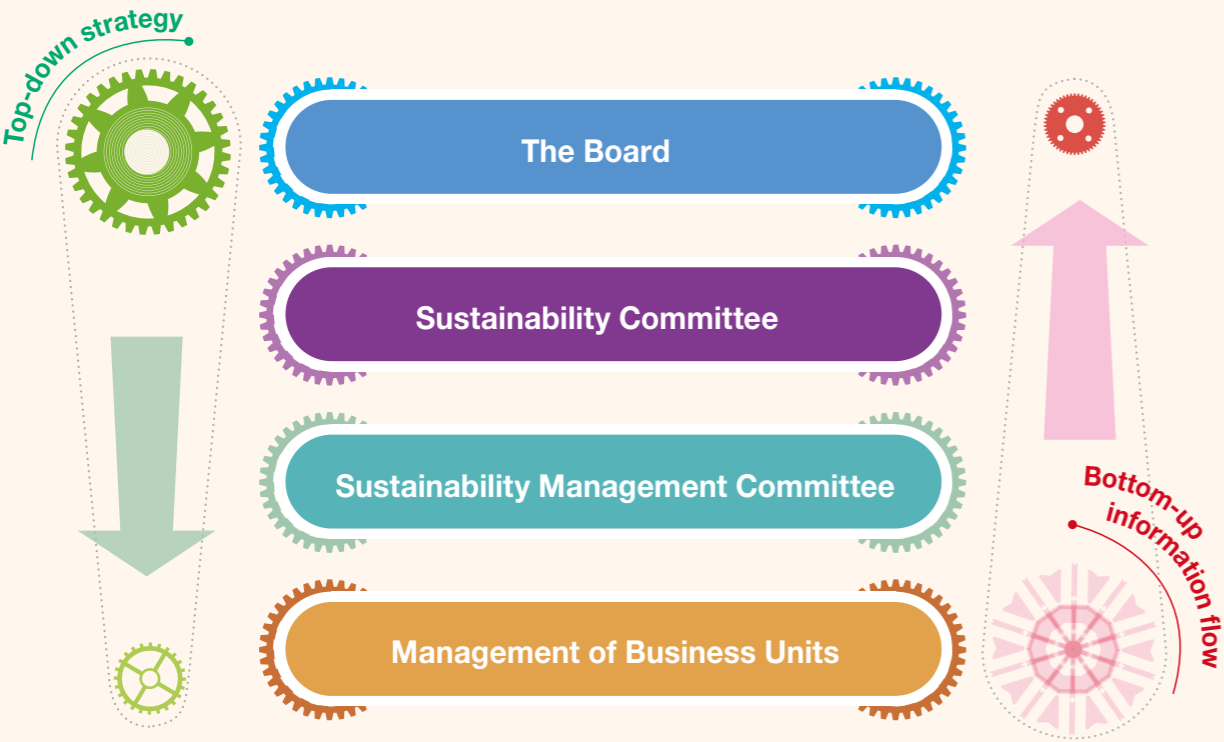 Top-down strategy
The Board
Sustainability Committee
Sustainability Management Committee
Management of Business Units
Bottom-up
information flow